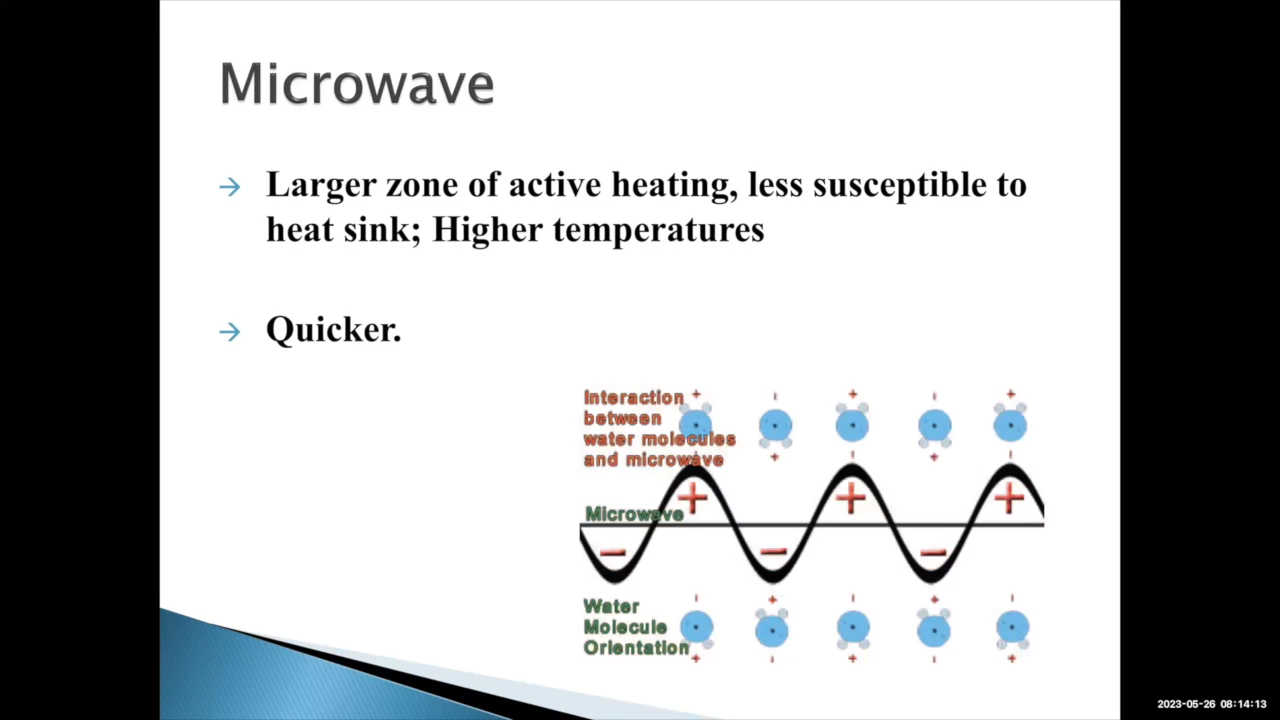 Microwave
→ Larger zone of active heating, less susceptible to
heat sink; Higher temperatures
→ Quicker.
Interaction
between
water molecules
and microwave
Microwave
Water
Molecule
Orientation
2023-05-26 08:14:13